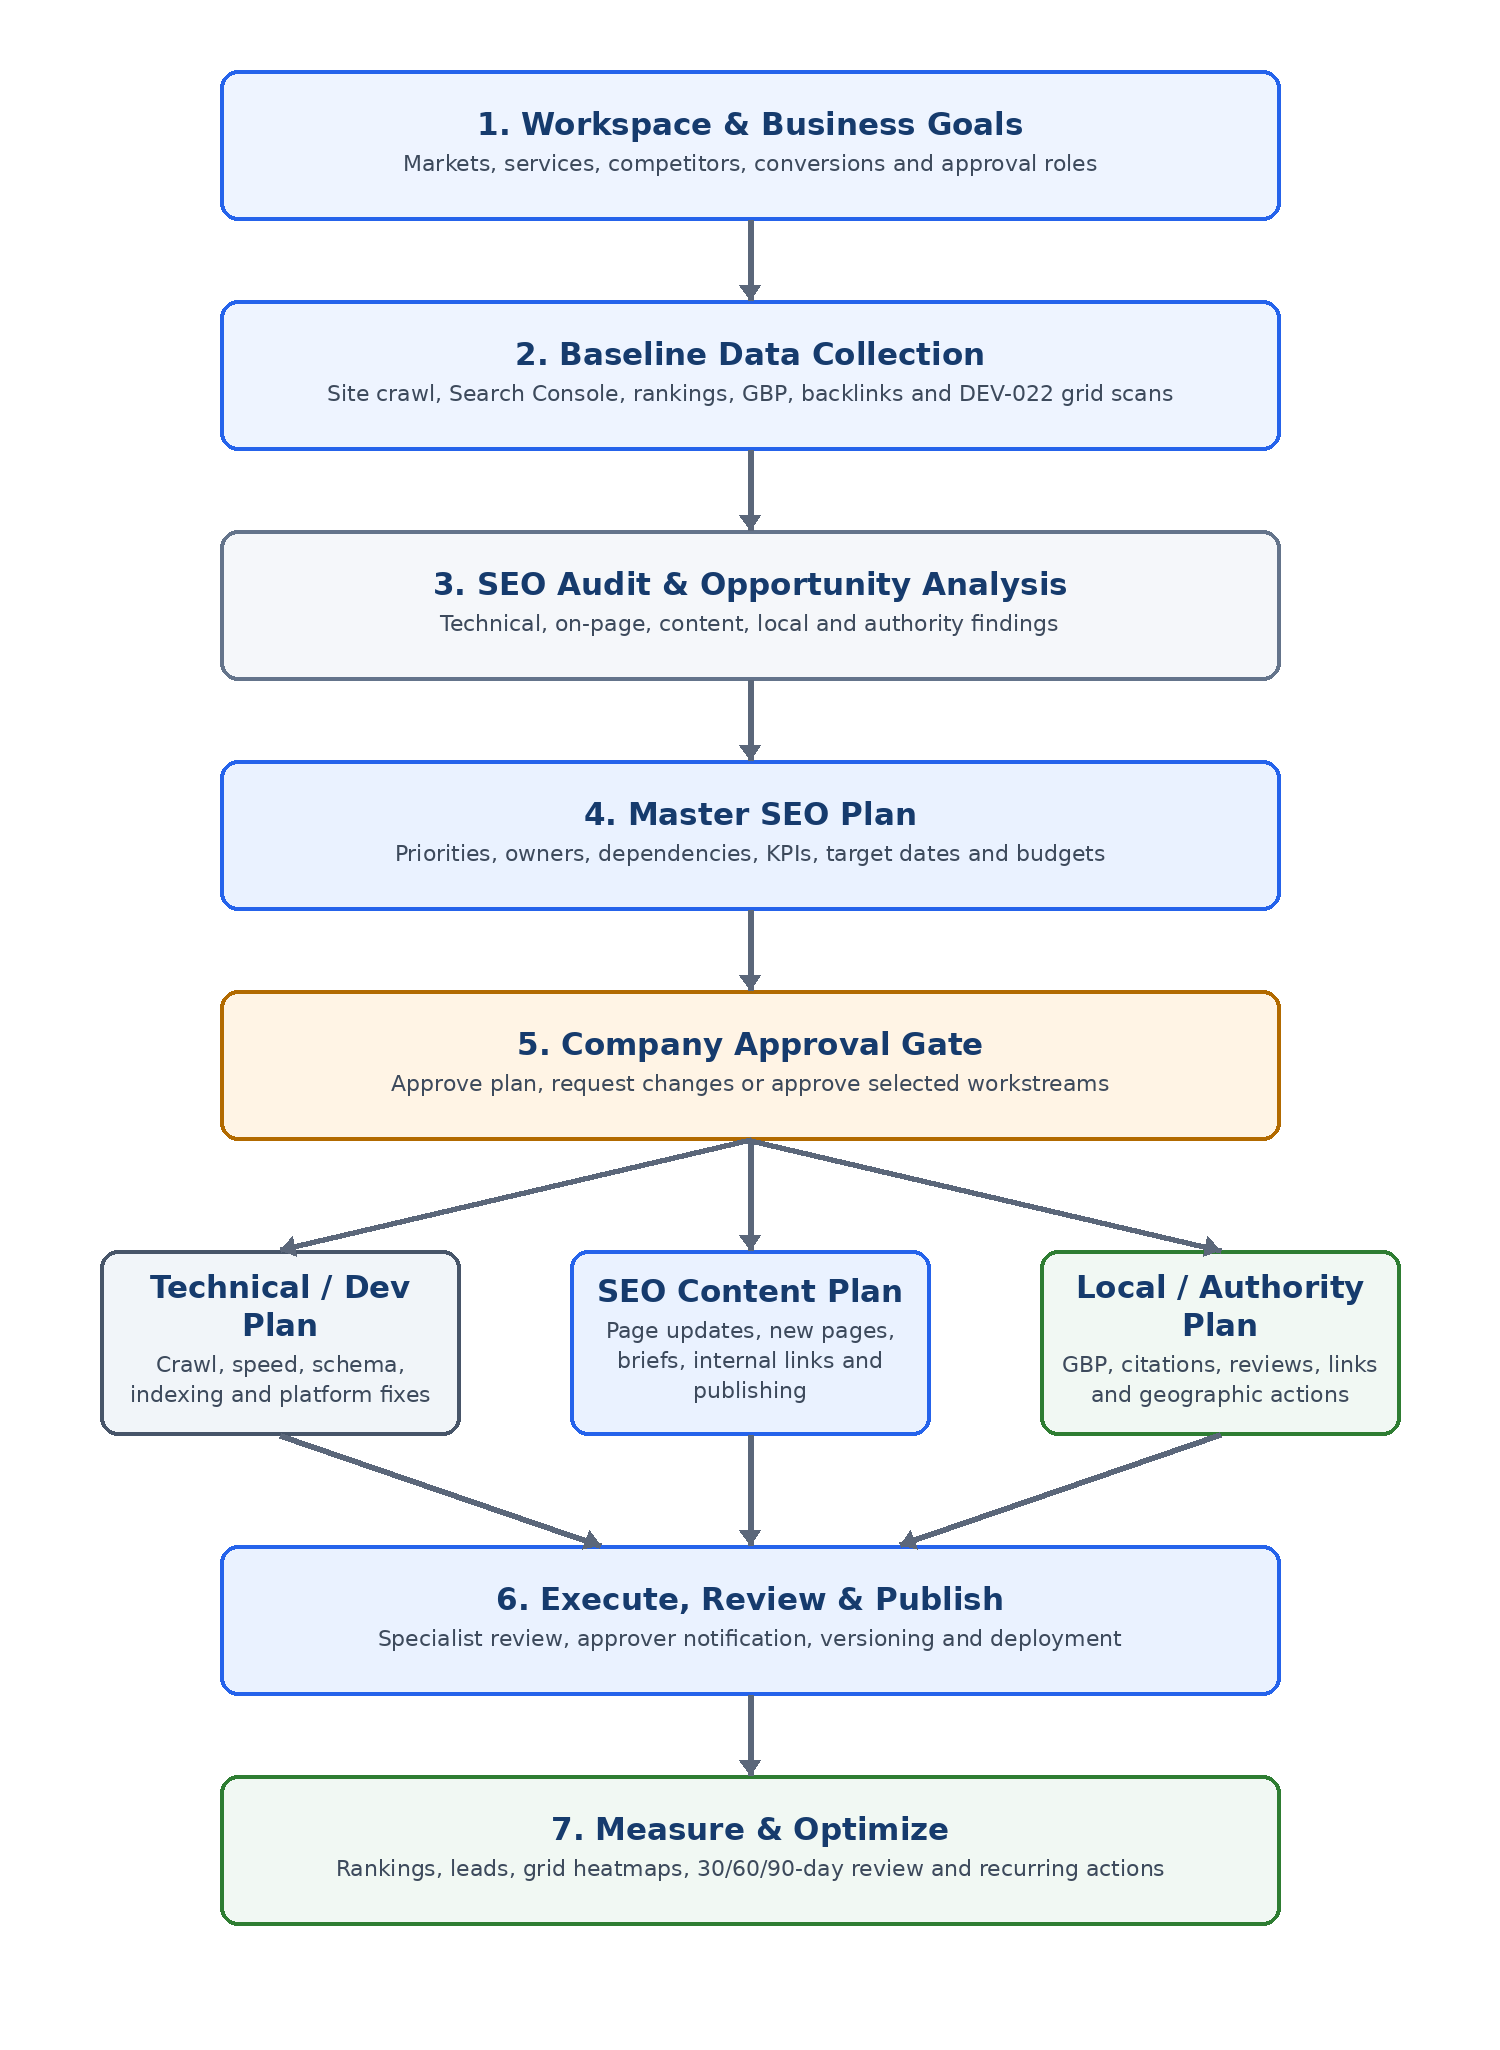 1. Workspace & Business Goals
Markets, services, competitors, conversions and approval roles
2. Baseline Data Collection
Site crawl, Search Console, rankings, GBP, backlinks and DEV-022 grid scans
3. SEO Audit & Opportunity Analysis
Technical, on-page, content, local and authority findings
4. Master SEO Plan
Priorities, owners, dependencies, KPIs, target dates and budgets
5. Company Approval Gate
Approve plan, request changes or approve selected workstreams
Technical / Dev
Plan
Crawl, speed, schema,
indexing and platform fixes
SEO Content Plan
Page updates, new pages,
briefs, internal links and
publishing
Local / Authority
Plan
GBP, citations, reviews, links
and geographic actions
6. Execute, Review & Publish
Specialist review, approver notification, versioning and deployment
7. Measure & Optimize
Rankings, leads, grid heatmaps, 30/60/90-day review and recurring actions